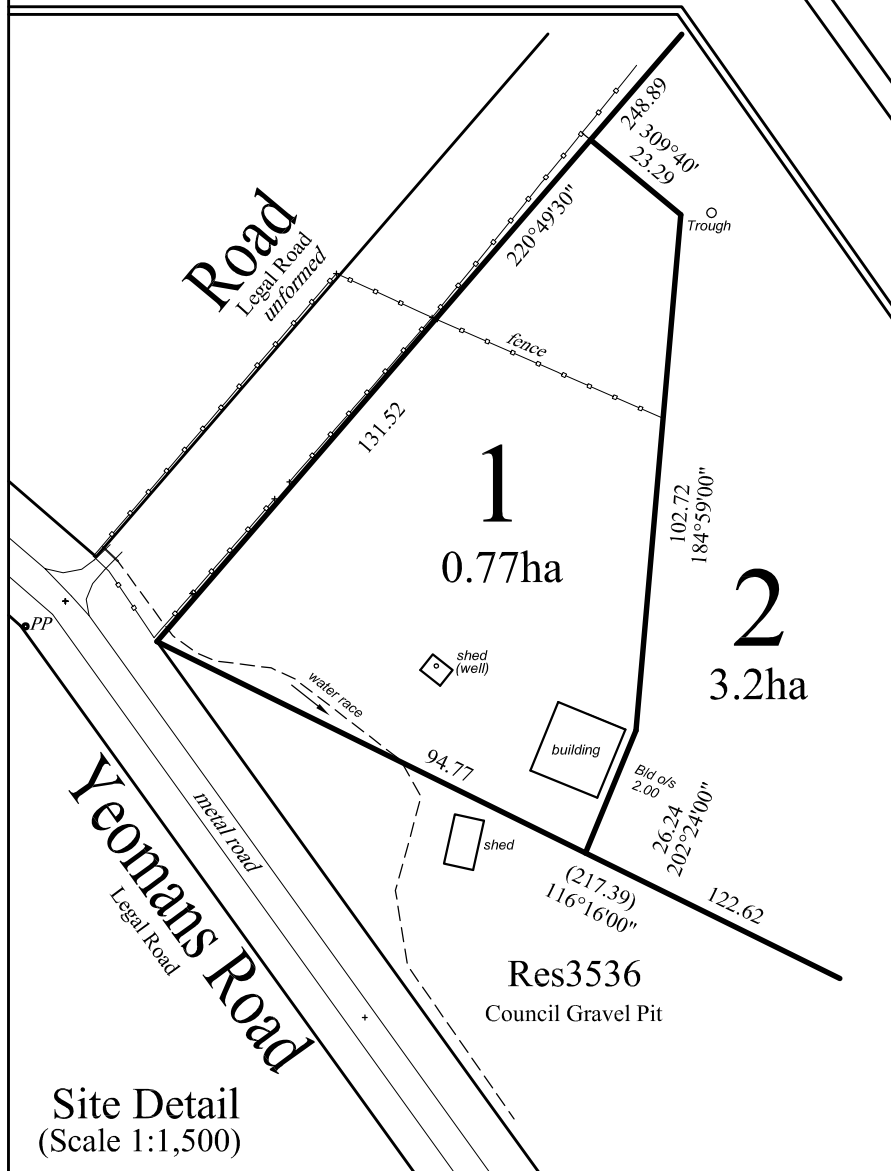 248.89
309°40'
23.29
Trough
220°49'30"
Road
Legal Road
unformed
fence
131.52
1
0.77ha
102.72
184°59'00"
2
3.2ha
PP
shed
(well)
water race
building
94.77
Bld o/s
2.00
26.24
202°24'00"
shed
metal road
Yeomans Road
Legal Road
(217.39)
116°16'00"
122.62
Res3536
Council Gravel Pit
Site Detail
(Scale 1:1,500)